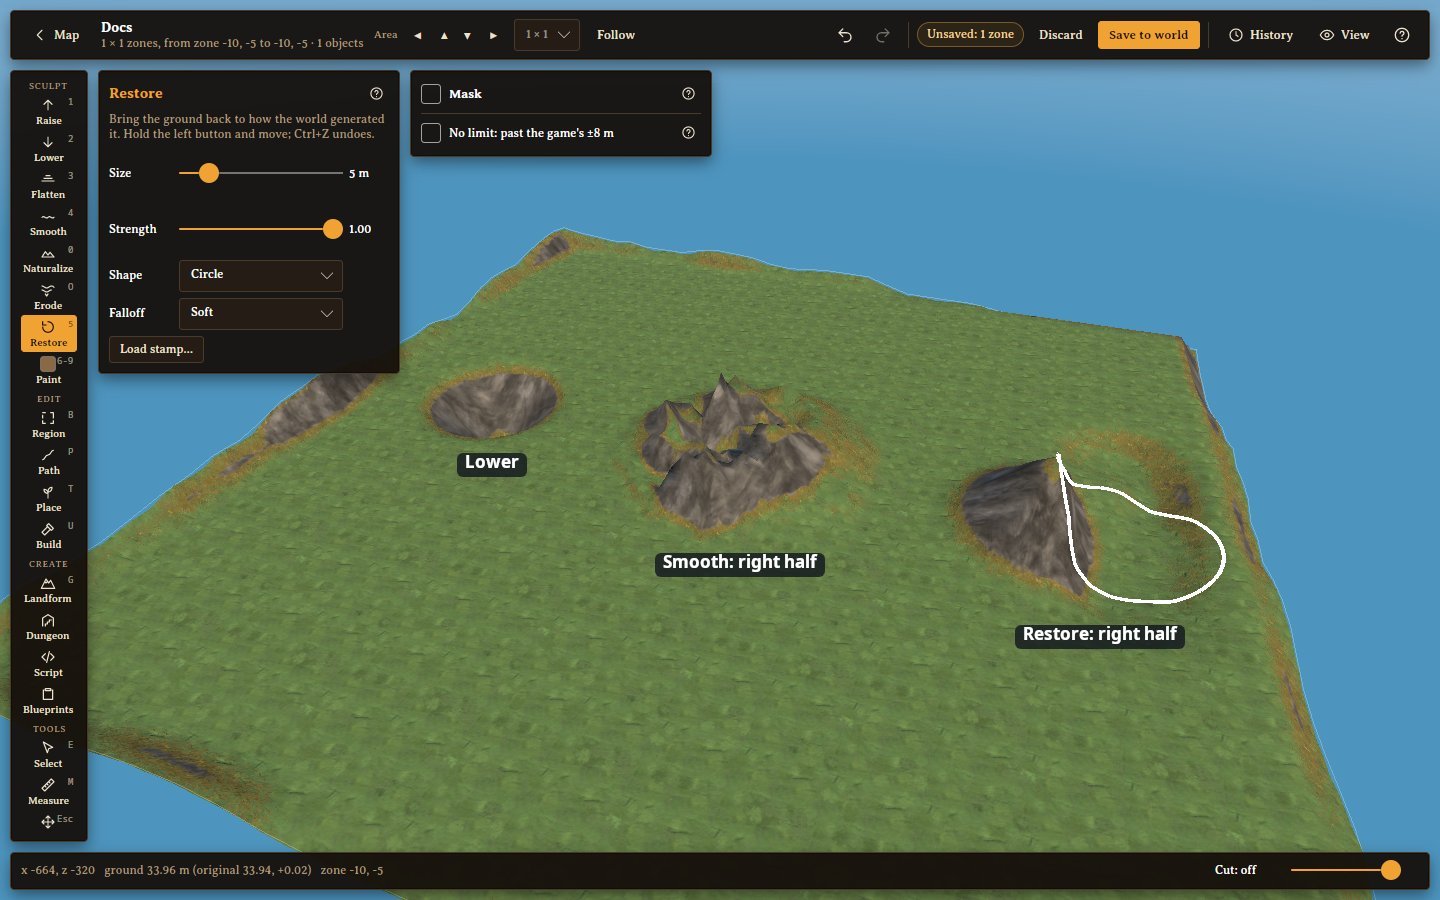 Map
Docs
1 × 1 zones, from zone -10, -5 to -10, -5 · 1 objects
Area
1 × 1
Follow
Unsaved: 1 zone
Discard
Save to world
History
View
SCULPT
Raise 1
Lower 2
Flatten 3
Smooth 4
Naturalize 0
Erode O
Restore 5
Paint 6-9
EDIT
Region B
Path P
Place T
Build U
CREATE
Landform G
Dungeon
Script
Blueprints
TOOLS
Select E
Measure M
Esc
Restore
Bring the ground back to how the world generated
it. Hold the left button and move; Ctrl+Z undoes.
Size 5 m
Strength 1.00
Shape Circle
Falloff Soft
Load stamp...
Mask
No limit: past the game's ±8 m
Lower
Smooth: right half
Restore: right half
x -664, z -320 ground 33.96 m (original 33.94, +0.02) zone -10, -5
Cut: off